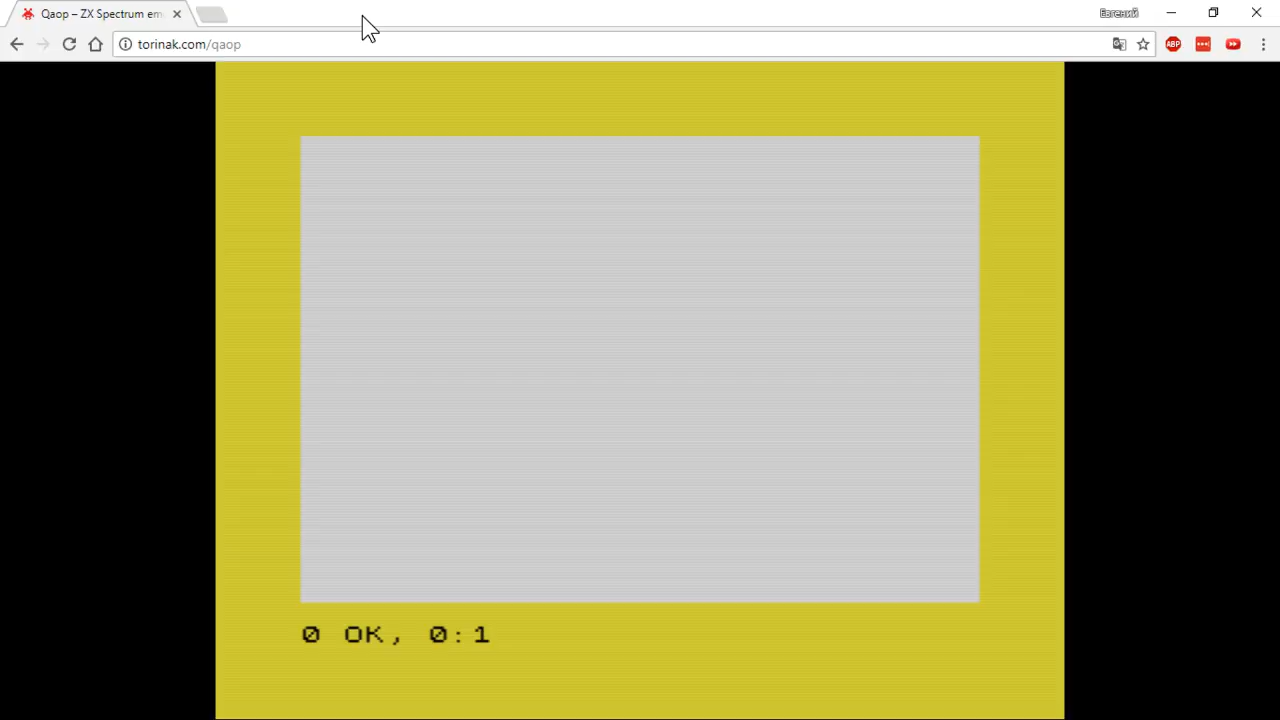 Qaop – ZX Spectrum em
Евгений
torinak.com/qaop
ABP
0 OK, 0:1